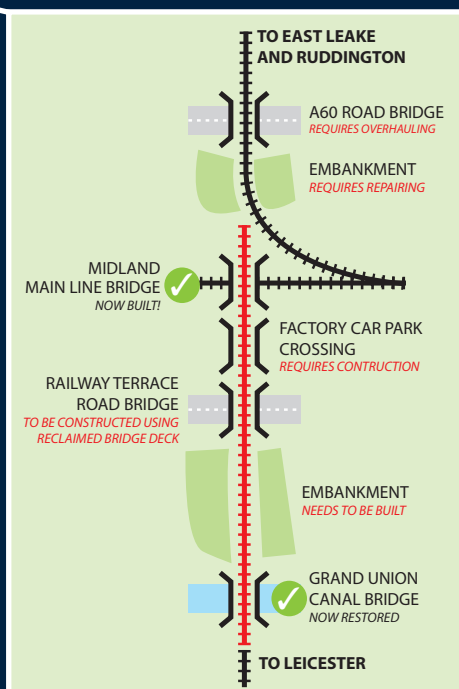 TO EAST LEAKE
AND RUDDINGTON
A60 ROAD BRIDGE
REQUIRES OVERHAULING
EMBANKMENT
REQUIRES REPAIRING
MIDLAND
MAIN LINE BRIDGE
NOW BUILT!
FACTORY CAR PARK
CROSSING
REQUIRES CONTRUCTION
RAILWAY TERRACE
ROAD BRIDGE
TO BE CONSTRUCTED USING
RECLAIMED BRIDGE DECK
EMBANKMENT
NEEDS TO BE BUILT
GRAND UNION
CANAL BRIDGE
NOW RESTORED
TO LEICESTER